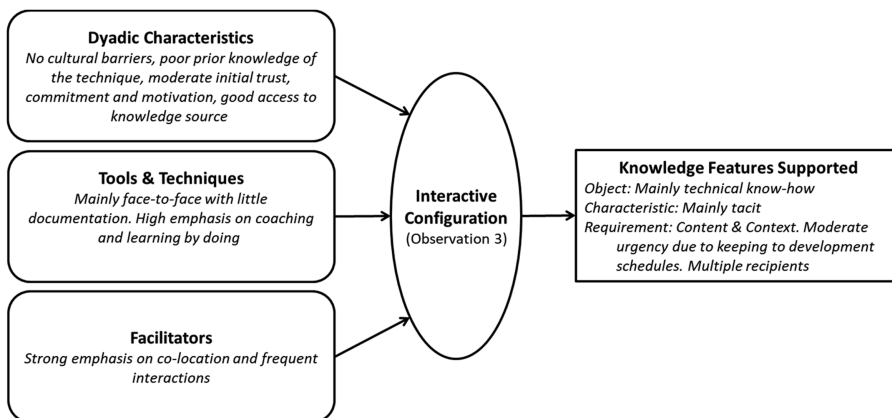 Dyadic Characteristics
No cultural barriers, poor prior knowledge of
the technique, moderate initial trust,
commitment and motivation, good access to
knowledge source
Tools & Techniques
Mainly face-to-face with little
documentation. High emphasis on coaching
and learning by doing
Facilitators
Strong emphasis on co-location and frequent
interactions
Interactive
Configuration
(Observation 3)
Knowledge Features Supported
Object: Mainly technical know-how
Characteristic: Mainly tacit
Requirement: Content & Context. Moderate
urgency due to keeping to development
schedules. Multiple recipients